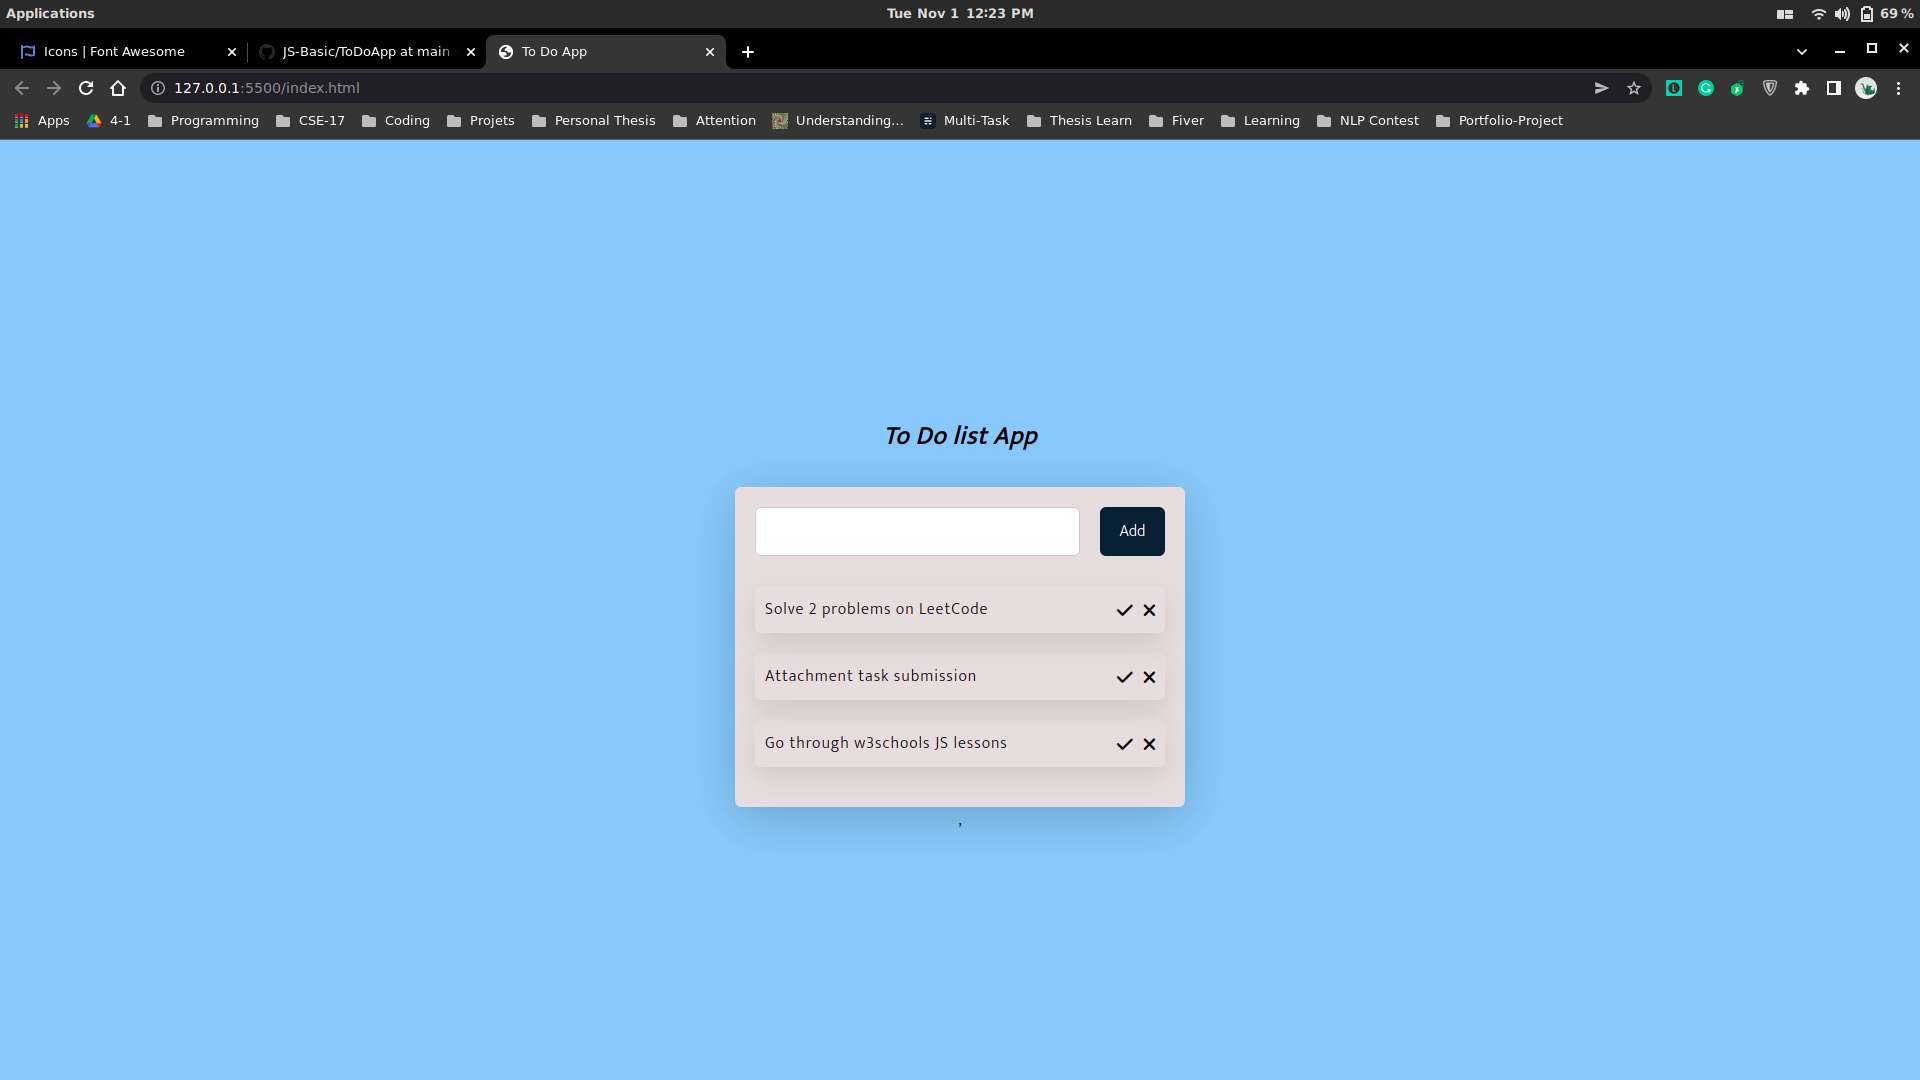 Applications Tue Nov 1 12:23 PM 69 %
Icons | Font Awesome JS-Basic/ToDoApp at main To Do App
127.0.0.1:5500/index.html
Apps 4-1 Programming CSE-17 Coding Projets Personal Thesis Attention Understanding... Multi-Task Thesis Learn Fiver Learning NLP Contest Portfolio-Project
To Do list App
Add
Solve 2 problems on LeetCode
Attachment task submission
Go through w3schools JS lessons
,